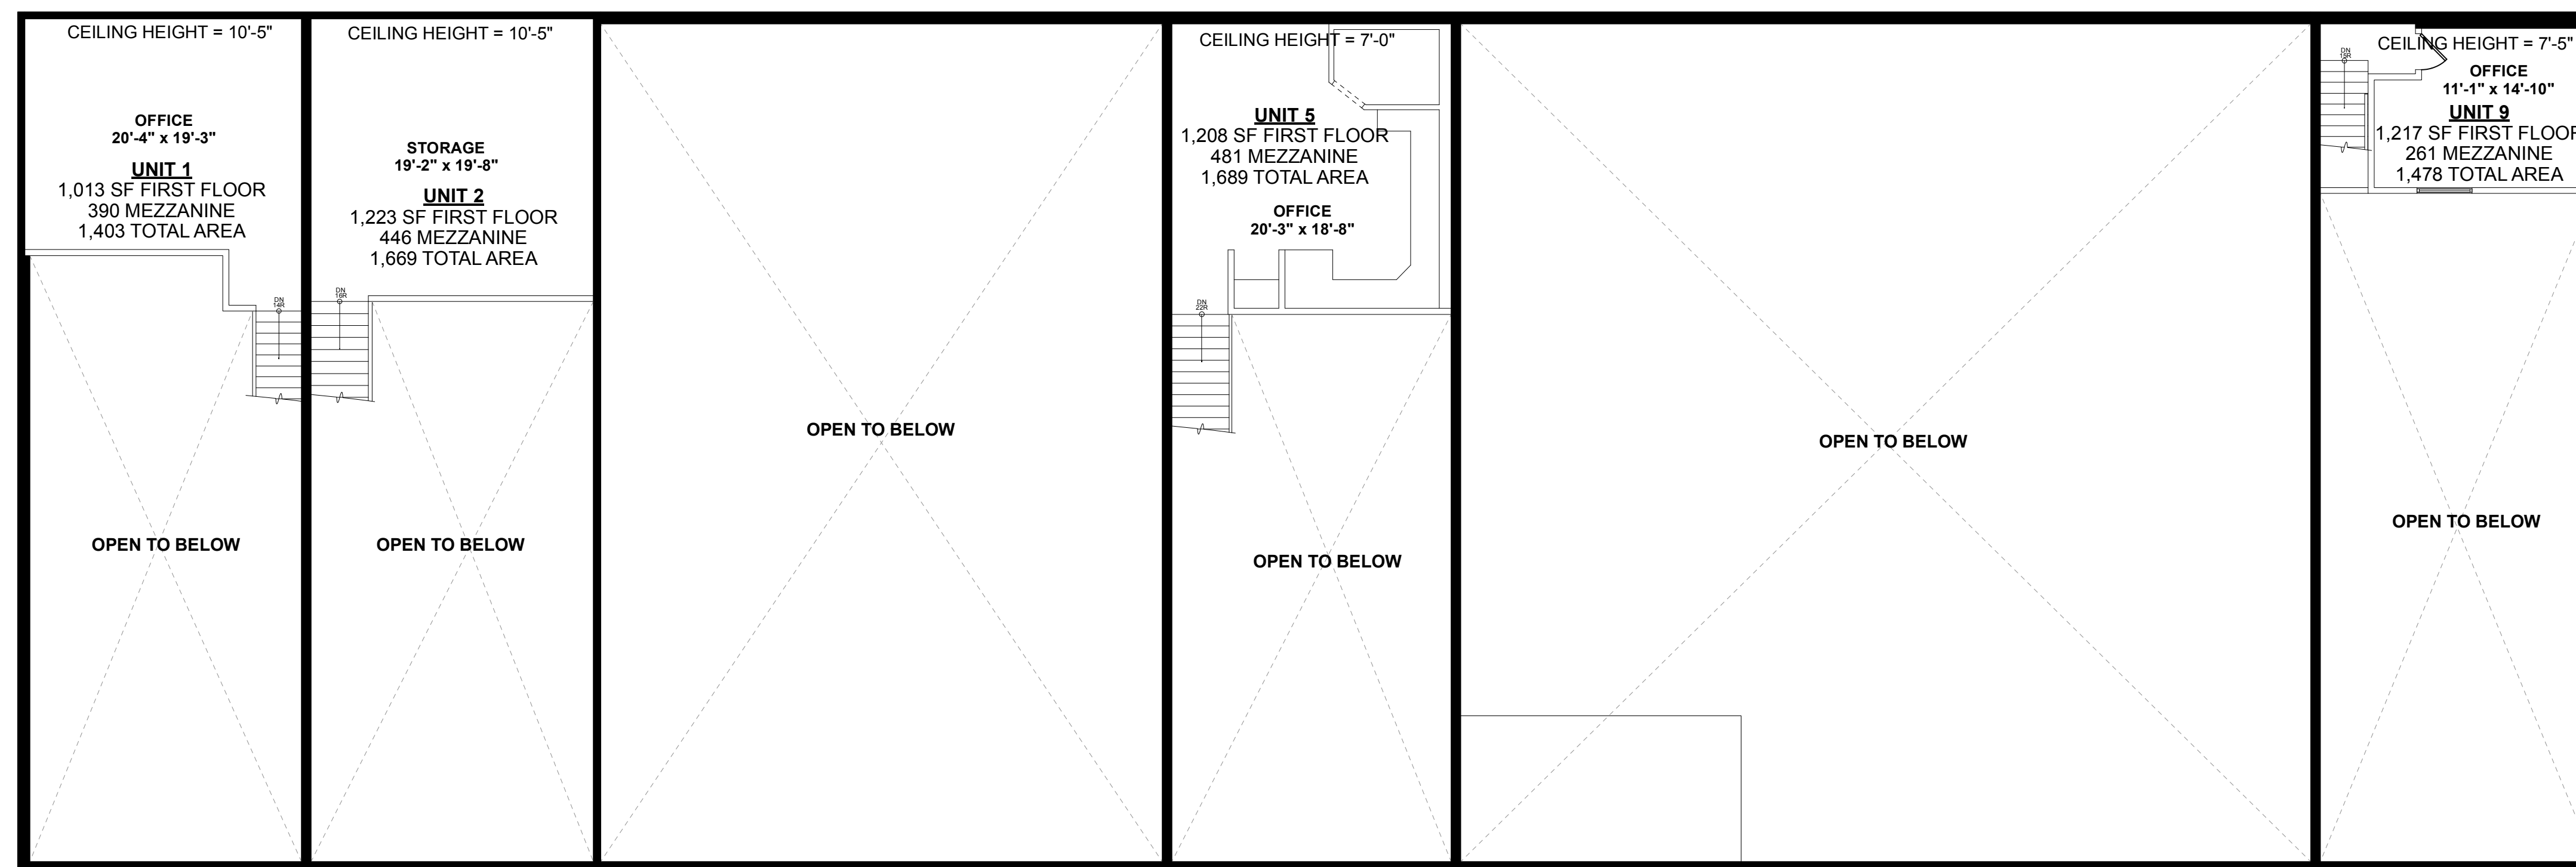 CEILING HEIGHT = 10'-5"
OFFICE
20'-4" x 19'-3"
UNIT 1
1,013 SF FIRST FLOOR
390 MEZZANINE
1,403 TOTAL AREA
DN
14R
OPEN TO BELOW
CEILING HEIGHT = 10'-5"
STORAGE
19'-2" x 19'-8"
UNIT 2
1,223 SF FIRST FLOOR
446 MEZZANINE
1,669 TOTAL AREA
DN
16R
OPEN TO BELOW
OPEN TO BELOW
CEILING HEIGHT = 7'-0"
UNIT 5
1,208 SF FIRST FLOOR
481 MEZZANINE
1,689 TOTAL AREA
OFFICE
20'-3" x 18'-8"
DN
22R
OPEN TO BELOW
OPEN TO BELOW
CEILING HEIGHT = 7'-5"
DN
OFFICE
11'-1" x 14'-10"
UNIT 9
1,217 SF FIRST FLOOR
261 MEZZANINE
1,478 TOTAL AREA
OPEN TO BELOW